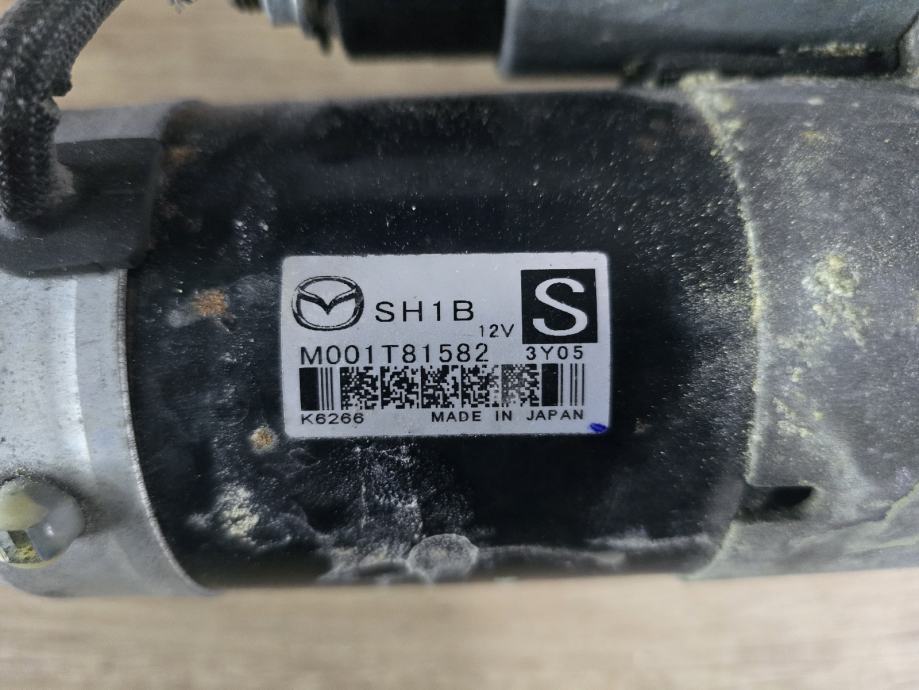 SH1B
12V
S
M001T81582 3Y05
K6266 MADE IN JAPAN